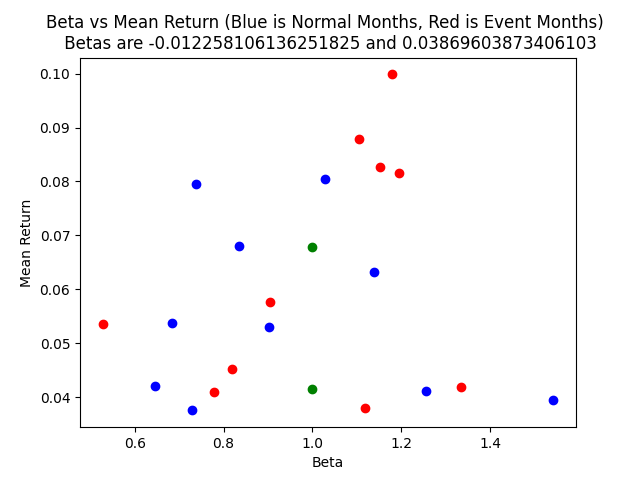 Beta vs Mean Return (Blue is Normal Months, Red is Event Months)
Betas are -0.012258106136251825 and 0.03869603873406103
0.10
0.09
0.08
0.07
0.06
0.05
0.04
Mean Return
0.6 0.8 1.0 1.2 1.4
Beta